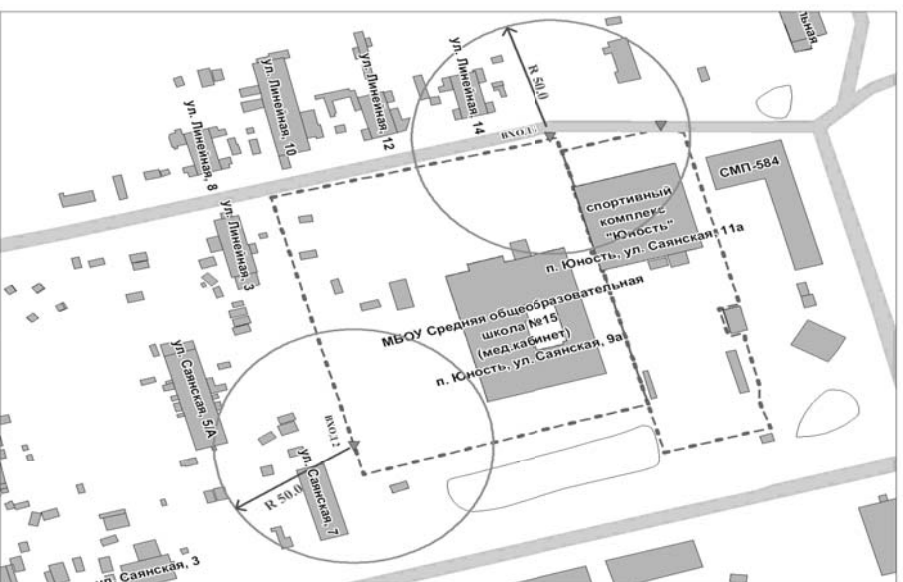 льная
ул. Линейная, 14
R 50.0
ул. Линейная, 12
ул. Линейная, 10
ВХОД 1
ул. Линейная, 8
СМП-584
спортивный
комплекс
"Юность"
п. Юность, ул. Саянская, 11а
ул. Линейная, 3
МБОУ Средняя общеобразовательная
школа №15
(мед.кабинет)
п. Юность, ул. Саянская, 9а
ул. Саянская, 5/А
ВХОД 2
ул. Саянская, 7
R 50.0
ул. Саянская, 3